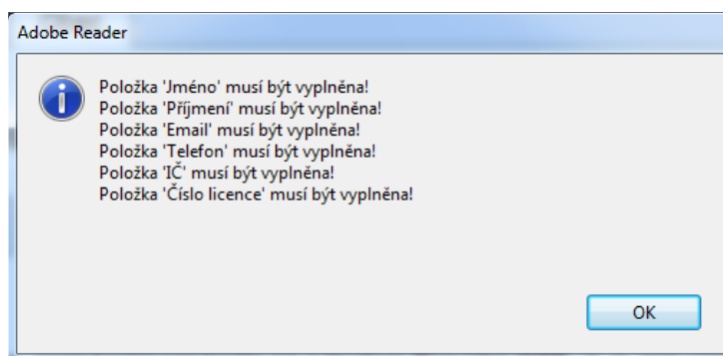 Adobe Reader
Položka 'Jméno' musí být vyplněna!
Položka 'Příjmení' musí být vyplněna!
Položka 'Email' musí být vyplněna!
Položka 'Telefon' musí být vyplněna!
Položka 'IČ' musí být vyplněna!
Položka 'Číslo licence' musí být vyplněna!
OK